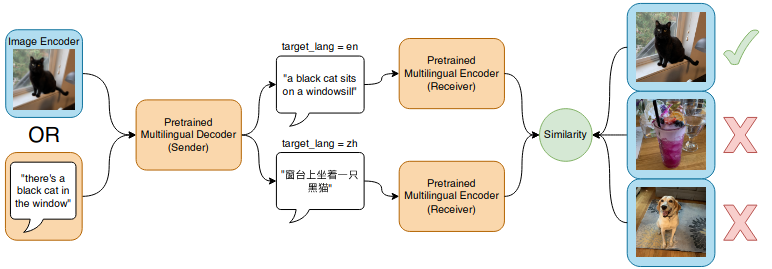 Image Encoder
OR
"there's a
black cat in
the window"
Pretrained
Multilingual Decoder
(Sender)
target_lang = en
"a black cat sits
on a windowsill"
target_lang = zh
"窗台上坐着一只
黑猫"
Pretrained
Multilingual Encoder
(Receiver)
Pretrained
Multilingual Encoder
(Receiver)
Similarity